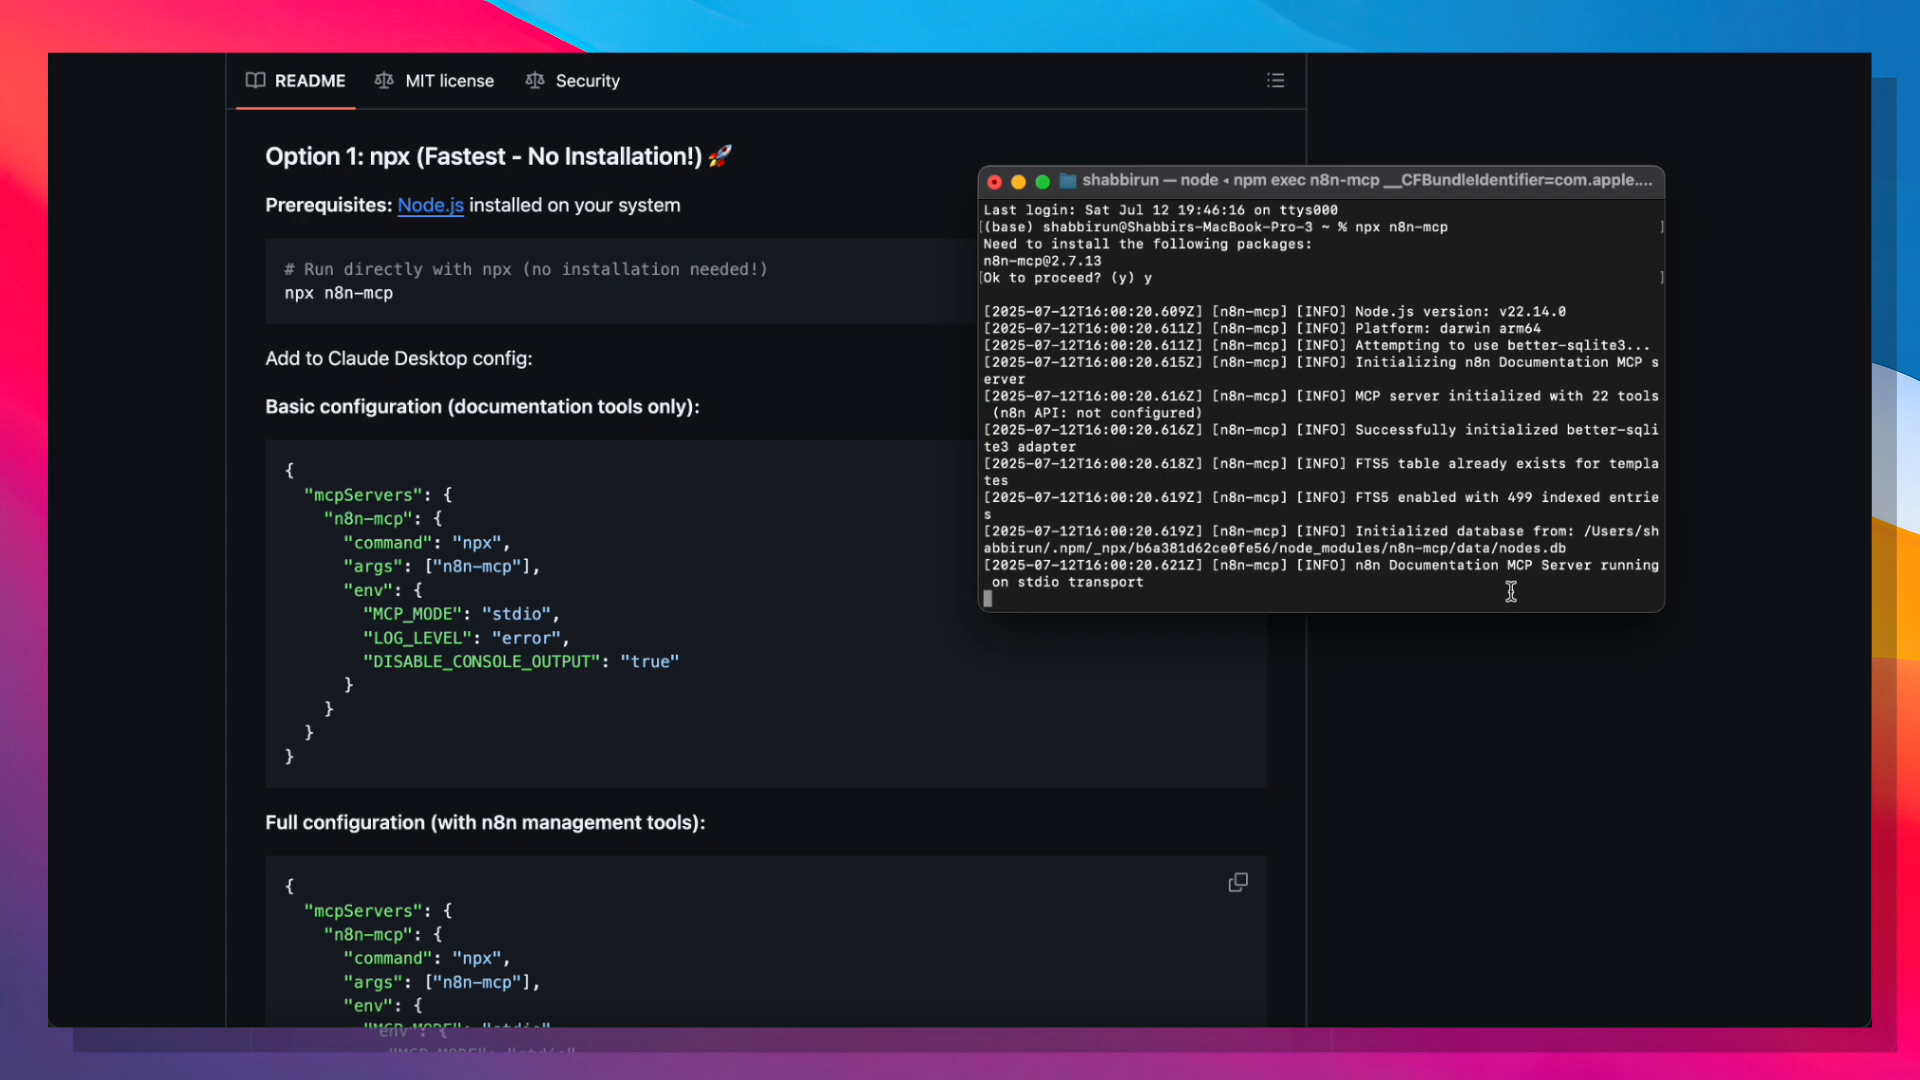 README
MIT license
Security
Option 1: npx (Fastest - No Installation!) 🚀
Prerequisites: Node.js installed on your system
# Run directly with npx (no installation needed!)
npx n8n-mcp
Add to Claude Desktop config:
Basic configuration (documentation tools only):
{
"mcpServers": {
"n8n-mcp": {
"command": "npx",
"args": ["n8n-mcp"],
"env": {
"MCP_MODE": "stdio",
"LOG_LEVEL": "error",
"DISABLE_CONSOLE_OUTPUT": "true"
}
}
}
}
Full configuration (with n8n management tools):
{
"mcpServers": {
"n8n-mcp": {
"command": "npx",
"args": ["n8n-mcp"],
"env": {
"MCP_MODE": "stdio"
"env": {
"MCP_MODE": "stdio"
shabbirun — node ◂ npm exec n8n-mcp __CFBundleIdentifier=com.apple....
Last login: Sat Jul 12 19:46:16 on ttys000
[(base) shabbirun@Shabbirs-MacBook-Pro-3 ~ % npx n8n-mcp ]
Need to install the following packages:
n8n-mcp@2.7.13
[Ok to proceed? (y) y ]
[2025-07-12T16:00:20.609Z] [n8n-mcp] [INFO] Node.js version: v22.14.0
[2025-07-12T16:00:20.611Z] [n8n-mcp] [INFO] Platform: darwin arm64
[2025-07-12T16:00:20.611Z] [n8n-mcp] [INFO] Attempting to use better-sqlite3...
[2025-07-12T16:00:20.615Z] [n8n-mcp] [INFO] Initializing n8n Documentation MCP s
erver
[2025-07-12T16:00:20.616Z] [n8n-mcp] [INFO] MCP server initialized with 22 tools
(n8n API: not configured)
[2025-07-12T16:00:20.616Z] [n8n-mcp] [INFO] Successfully initialized better-sqli
te3 adapter
[2025-07-12T16:00:20.618Z] [n8n-mcp] [INFO] FTS5 table already exists for templa
tes
[2025-07-12T16:00:20.619Z] [n8n-mcp] [INFO] FTS5 enabled with 499 indexed entrie
s
[2025-07-12T16:00:20.619Z] [n8n-mcp] [INFO] Initialized database from: /Users/sh
abbirun/.npm/_npx/b6a381d62ce0fe56/node_modules/n8n-mcp/data/nodes.db
[2025-07-12T16:00:20.621Z] [n8n-mcp] [INFO] n8n Documentation MCP Server running
on stdio transport